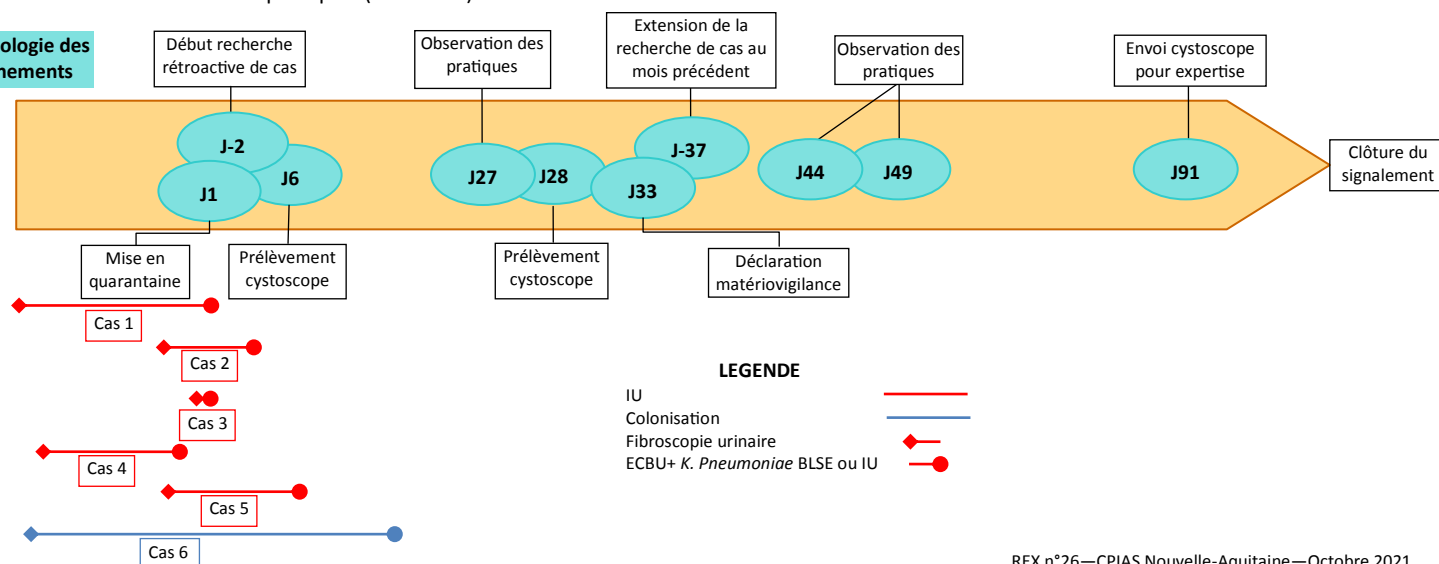 ologie des
nements
Début recherche
rétroactive de cas
Observation des
pratiques
Extension de la
recherche de cas au
mois précédent
Observation des
pratiques
Envoi cystoscope
pour expertise
J-2
J1
J6
J27
J28
J-37
J33
J44
J49
J91
Clôture du
signalement
Mise en
quarantaine
Prélèvement
cystoscope
Prélèvement
cystoscope
Déclaration
matériovigilance
Cas 1
Cas 2
Cas 3
Cas 4
Cas 5
Cas 6
LEGENDE
IU
Colonisation
Fibroscopie urinaire
ECBU+ K. Pneumoniae BLSE ou IU
REX n°26—CPIAS Nouvelle-Aquitaine—Octobre 2021